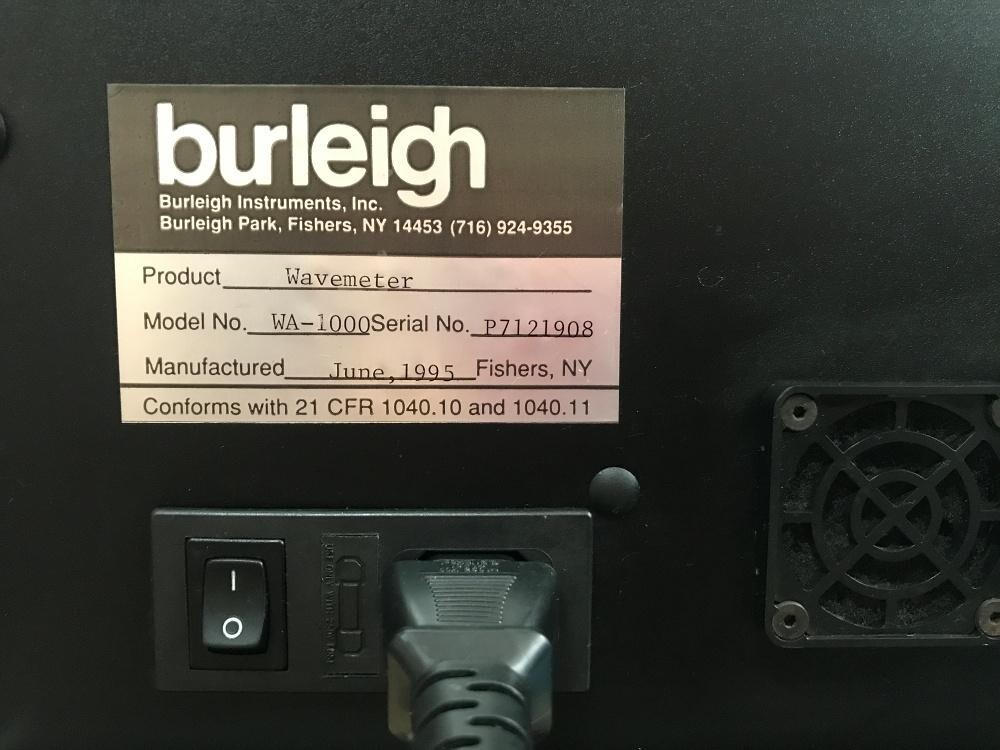 burleigh
Burleigh Instruments, Inc.
Burleigh Park, Fishers, NY 14453 (716) 924-9355
Product Wavemeter
Model No. WA-1000 Serial No. P7121908
Manufactured June,1995 Fishers, NY
Conforms with 21 CFR 1040.10 and 1040.11